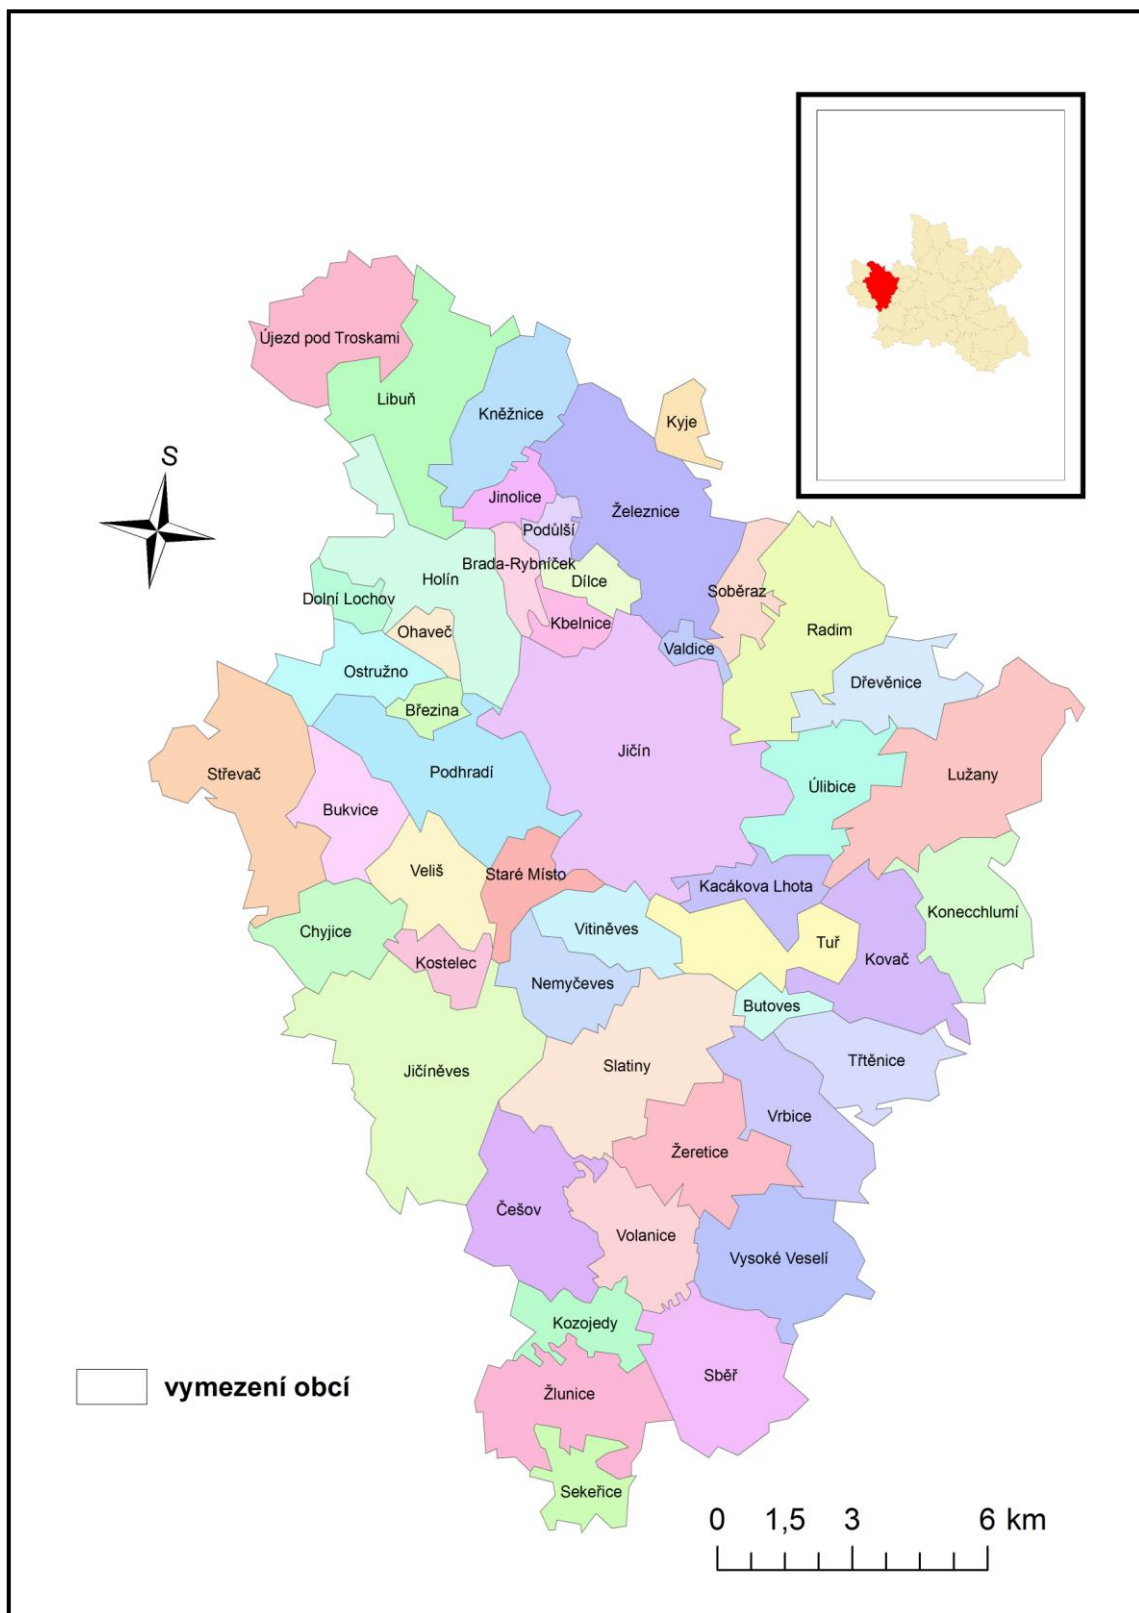 Újezd pod Troskami
Libuň
Kněžnice
Kyje
S
Jinolice
Železnice
Podůlší
Brada-Rybníček
Holín
Dílce
Soběraz
Dolní Lochov
Ohaveč
Kbelnice
Radim
Valdice
Ostružno
Dřevěnice
Březina
Jičín
Střevač
Podhradí
Lužany
Úlibice
Bukvice
Veliš
Staré Místo
Kacákova Lhota
Konecchlumí
Chyjice
Vitiněves
Tuř
Kovač
Kostelec
Nemyčeves
Butoves
Třtěnice
Slatiny
Jičíněves
Vrbice
Žeretice
Češov
Volanice
Vysoké Veselí
Kozojedy
Sběř
vymezení obcí
Žlunice
Sekeřice
0 1,5 3 6 km